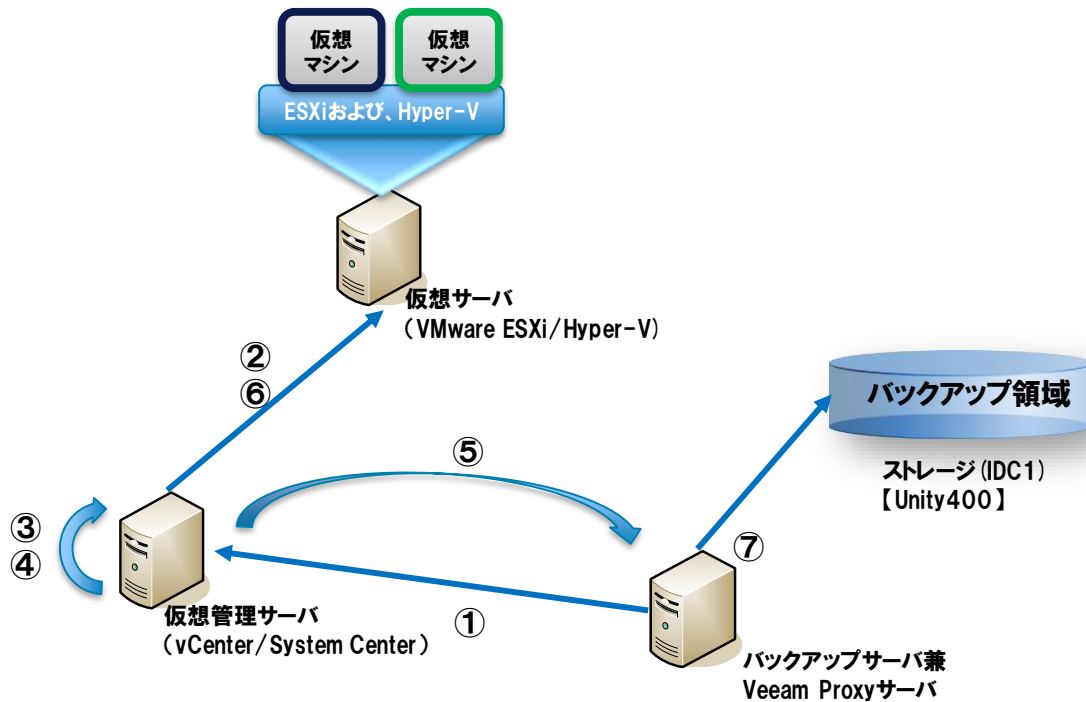 仮想
マシン
仮想
マシン
ESXiおよび、Hyper-V
仮想サーバ
（VMware ESXi/Hyper-V）
②
⑥
バックアップ領域
ストレージ(IDC1)
【Unity400】
⑤
③
④
⑦
仮想管理サーバ
（vCenter/System Center）
①
バックアップサーバ兼
Veeam Proxyサーバ